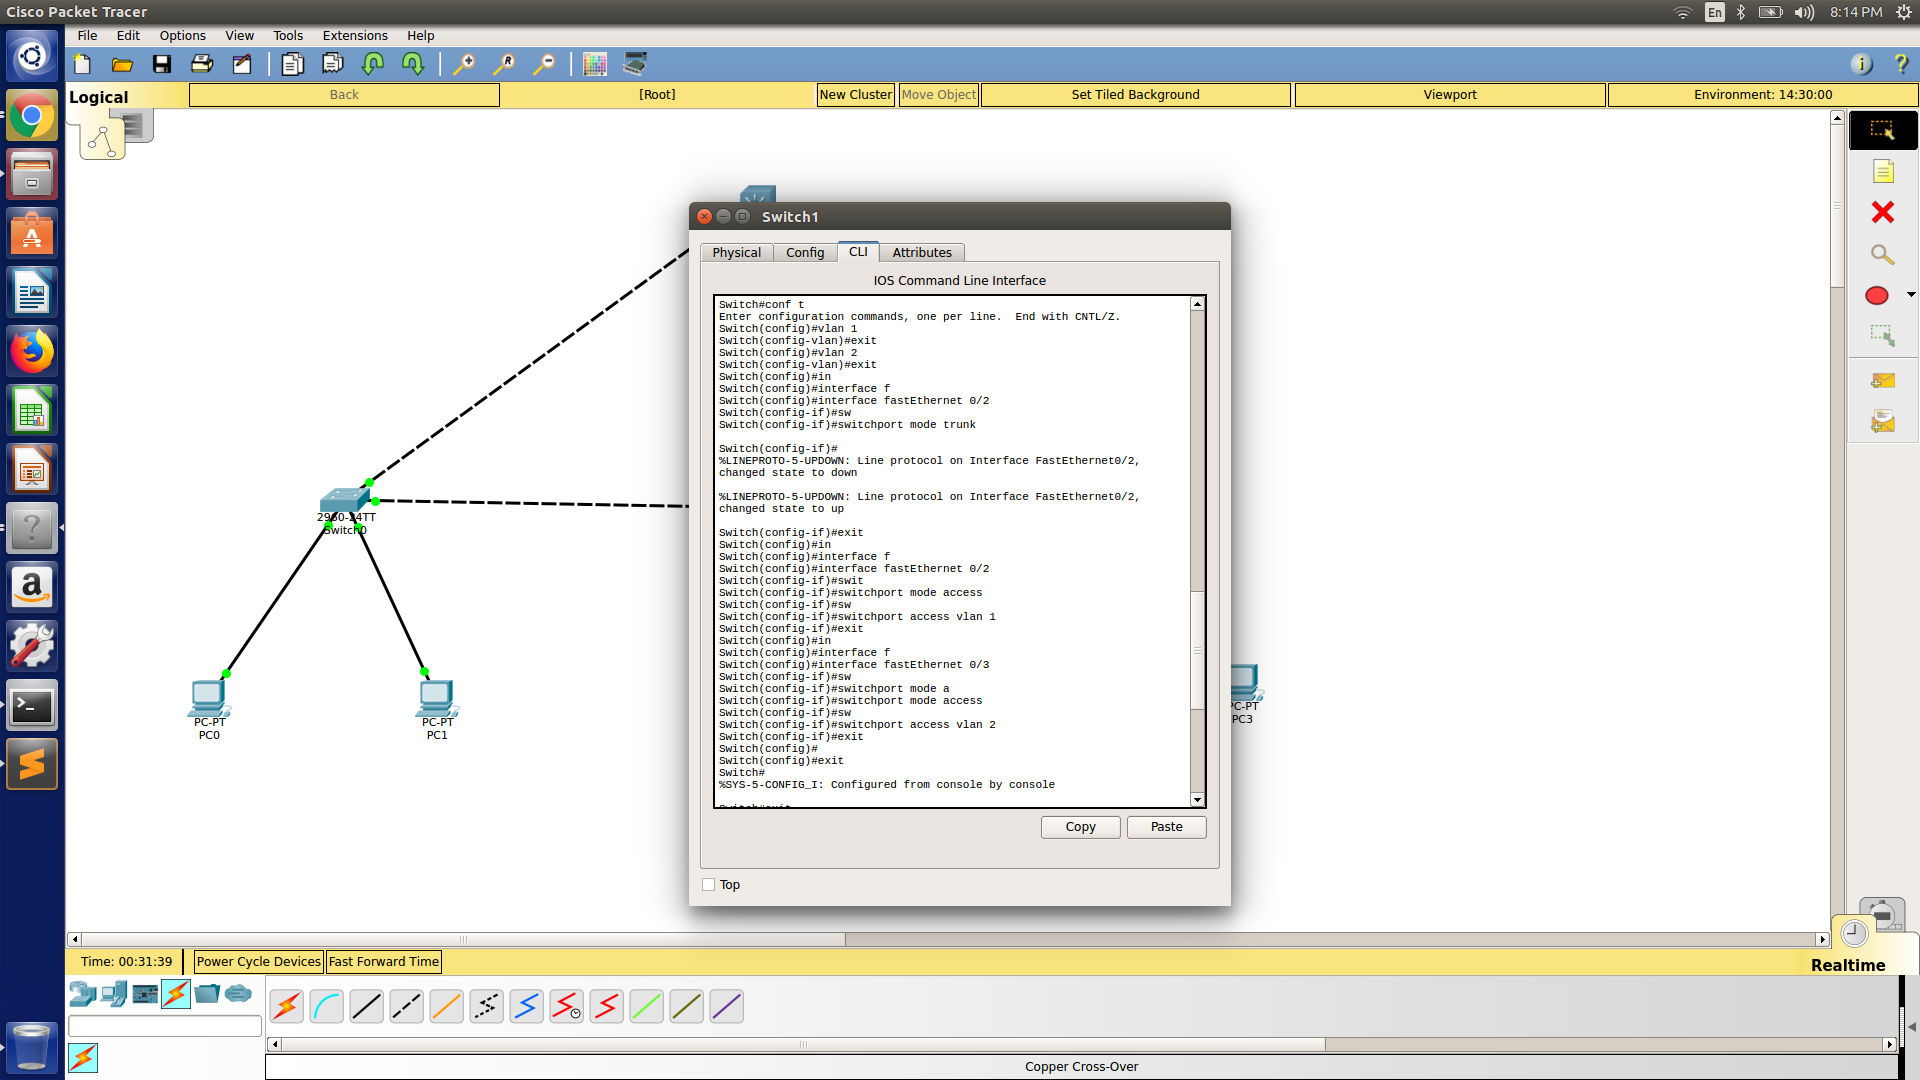 Cisco Packet Tracer
En
8:14 PM
File Edit Options View Tools Extensions Help
Logical
Back
[Root]
New Cluster
Move Object
Set Tiled Background
Viewport
Environment: 14:30:00
Switch1
Physical
Config
CLI
Attributes
IOS Command Line Interface
Switch#conf t
Enter configuration commands, one per line.  End with CNTL/Z.
Switch(config)#vlan 1
Switch(config-vlan)#exit
Switch(config)#vlan 2
Switch(config-vlan)#exit
Switch(config)#in
Switch(config)#interface f
Switch(config)#interface fastEthernet 0/2
Switch(config-if)#sw
Switch(config-if)#switchport mode trunk
Switch(config-if)#
%LINEPROTO-5-UPDOWN: Line protocol on Interface FastEthernet0/2,
changed state to down
%LINEPROTO-5-UPDOWN: Line protocol on Interface FastEthernet0/2,
changed state to up
Switch(config-if)#exit
Switch(config)#in
Switch(config)#interface f
Switch(config)#interface fastEthernet 0/2
Switch(config-if)#swit
Switch(config-if)#switchport mode access
Switch(config-if)#sw
Switch(config-if)#switchport access vlan 1
Switch(config-if)#exit
Switch(config)#in
Switch(config)#interface f
Switch(config)#interface fastEthernet 0/3
Switch(config-if)#sw
Switch(config-if)#switchport mode a
Switch(config-if)#switchport mode access
Switch(config-if)#sw
Switch(config-if)#switchport access vlan 2
Switch(config-if)#exit
Switch(config)#
Switch(config)#exit
Switch#
%SYS-5-CONFIG_I: Configured from console by console
Switch#exit
Copy
Paste
Top
2960-24TT
Switch0
PC-PT
PC0
PC-PT
PC1
PC-PT
PC3
Time: 00:31:39
Power Cycle Devices
Fast Forward Time
Realtime
Copper Cross-Over